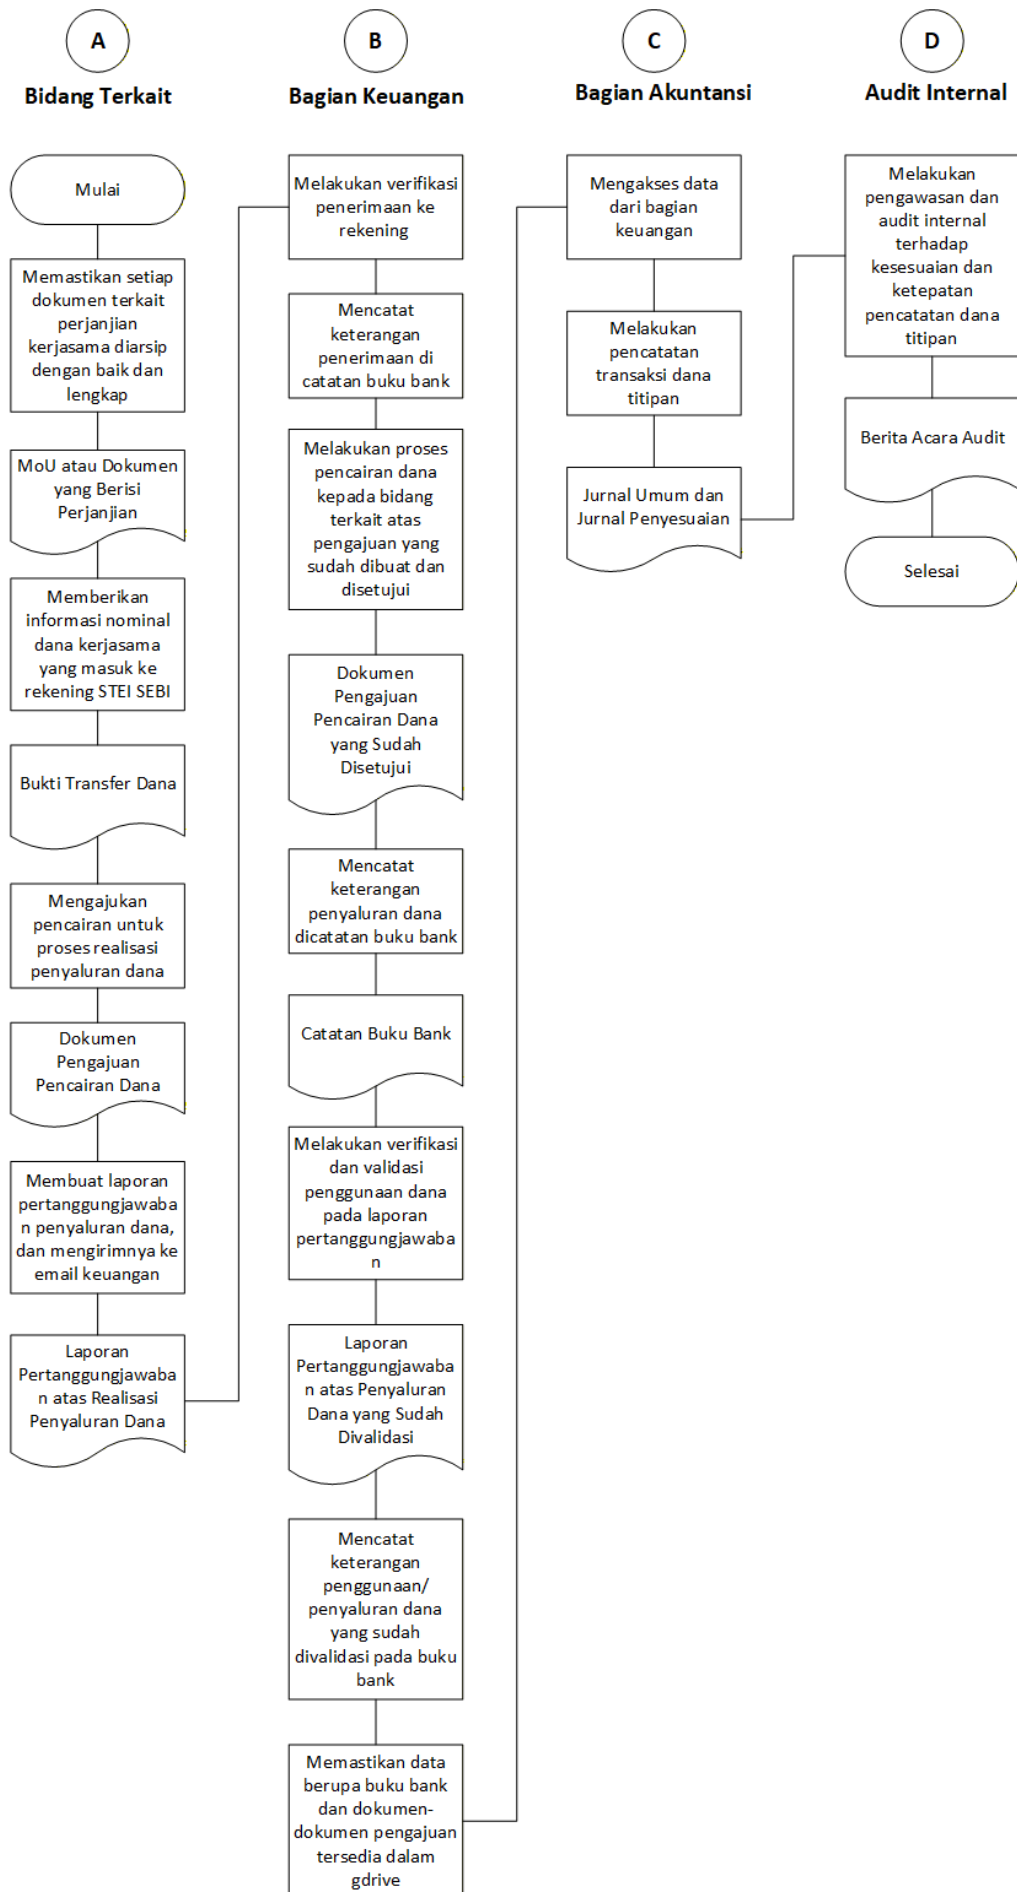 A
Bidang Terkait
Mulai
Memastikan setiap
dokumen terkait
perjanjian
kerjasama diarsip
dengan baik dan
lengkap
MoU atau Dokumen
yang Berisi
Perjanjian
Memberikan
informasi nominal
dana kerjasama
yang masuk ke
rekening STEI SEBI
Bukti Transfer Dana
Mengajukan
pencairan untuk
proses realisasi
penyaluran dana
Dokumen
Pengajuan
Pencairan Dana
Membuat laporan
pertanggungjawaba
n penyaluran dana,
dan mengirimnya ke
email keuangan
Laporan
Pertanggungjawaba
n atas Realisasi
Penyaluran Dana
B
Bagian Keuangan
Melakukan verifikasi
penerimaan ke
rekening
Mencatat
keterangan
penerimaan di
catatan buku bank
Melakukan proses
pencairan dana
kepada bidang
terkait atas
pengajuan yang
sudah dibuat dan
disetujui
Dokumen
Pengajuan
Pencairan Dana
yang Sudah
Disetujui
Mencatat
keterangan
penyaluran dana
dicatatan buku bank
Catatan Buku Bank
Melakukan verifikasi
dan validasi
penggunaan dana
pada laporan
pertanggungjawaba
n
Laporan
Pertanggungjawaba
n atas Penyaluran
Dana yang Sudah
Divalidasi
Mencatat
keterangan
penggunaan/
penyaluran dana
yang sudah
divalidasi pada buku
bank
Memastikan data
berupa buku bank
dan dokumen-
dokumen pengajuan
tersedia dalam
gdrive
C
Bagian Akuntansi
Mengakses data
dari bagian
keuangan
Melakukan
pencatatan
transaksi dana
titipan
Jurnal Umum dan
Jurnal Penyesuaian
D
Audit Internal
Melakukan
pengawasan dan
audit internal
terhadap
kesesuaian dan
ketepatan
pencatatan dana
titipan
Berita Acara Audit
Selesai